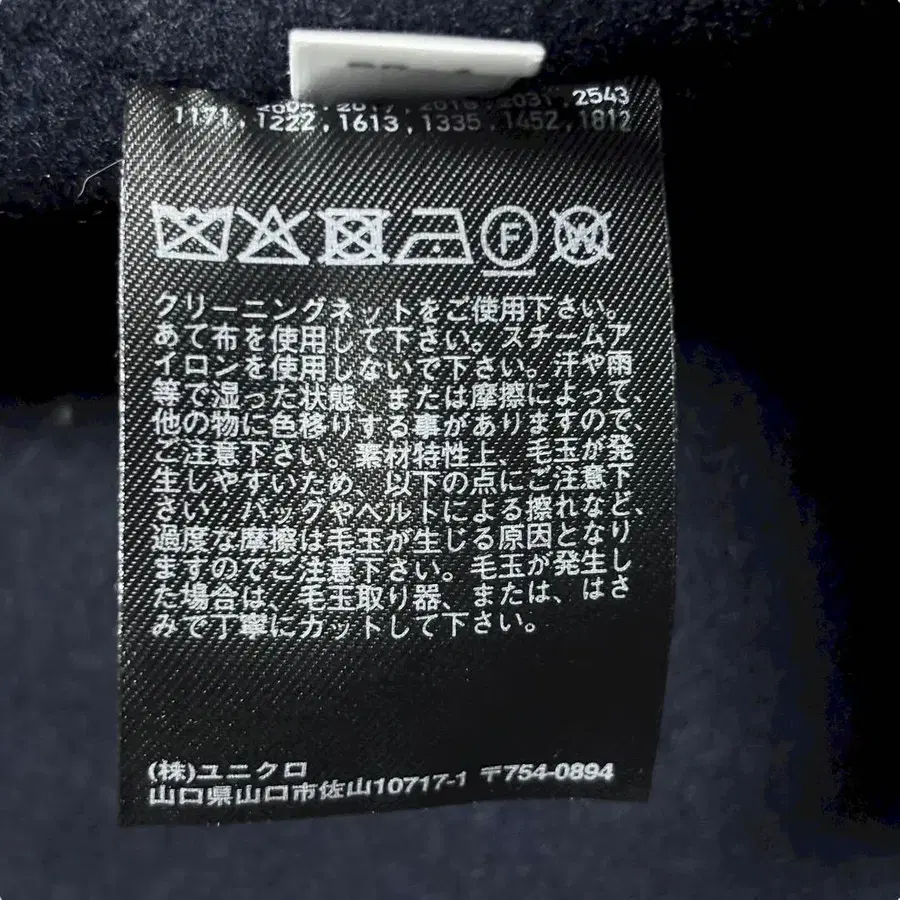 2543
1171, 1222, 1613, 1335, 1452, 1812
F
W
クリーニングネットをご使用下さい。
あて布を使用して下さい。スチームア
イロンを使用しないで下さい。汗や雨
等で湿った状態、または摩擦によって、
他の物に色移りする事がありますので、
ご注意下さい。素材特性上、毛玉が発
生しやすいため、以下の点にご注意下
さい。バッグやベルトによる擦れなど、
過度な摩擦は毛玉が生じる原因となり
ますのでご注意下さい。毛玉が発生し
た場合は、毛玉取り器、または、はさ
みで丁寧にカットして下さい。
(株)ユニクロ
山口県山口市佐山10717-1 〒754-0894